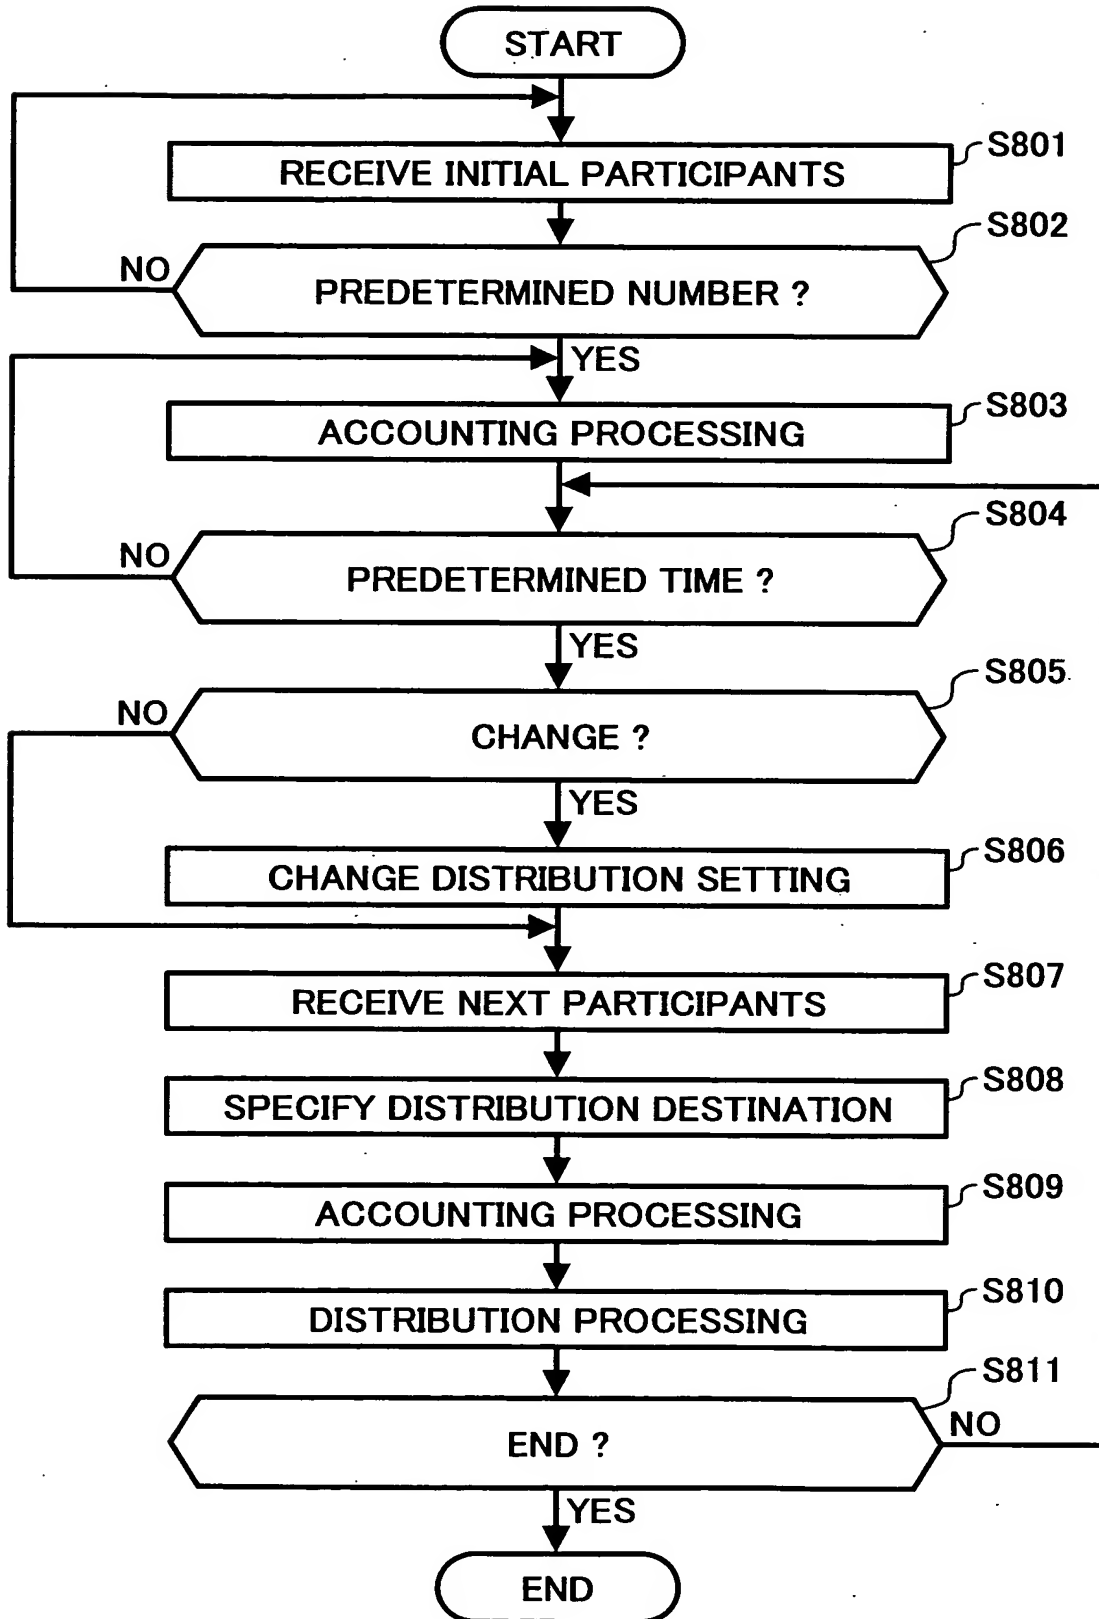 START
RECEIVE INITIAL PARTICIPANTS
S801
S802
NO
PREDETERMINED NUMBER ?
YES
S803
ACCOUNTING PROCESSING
S804
NO
PREDETERMINED TIME ?
YES
S805
NO
CHANGE ?
YES
S806
CHANGE DISTRIBUTION SETTING
S807
RECEIVE NEXT PARTICIPANTS
S808
SPECIFY DISTRIBUTION DESTINATION
S809
ACCOUNTING PROCESSING
S810
DISTRIBUTION PROCESSING
S811
END ?
NO
YES
END